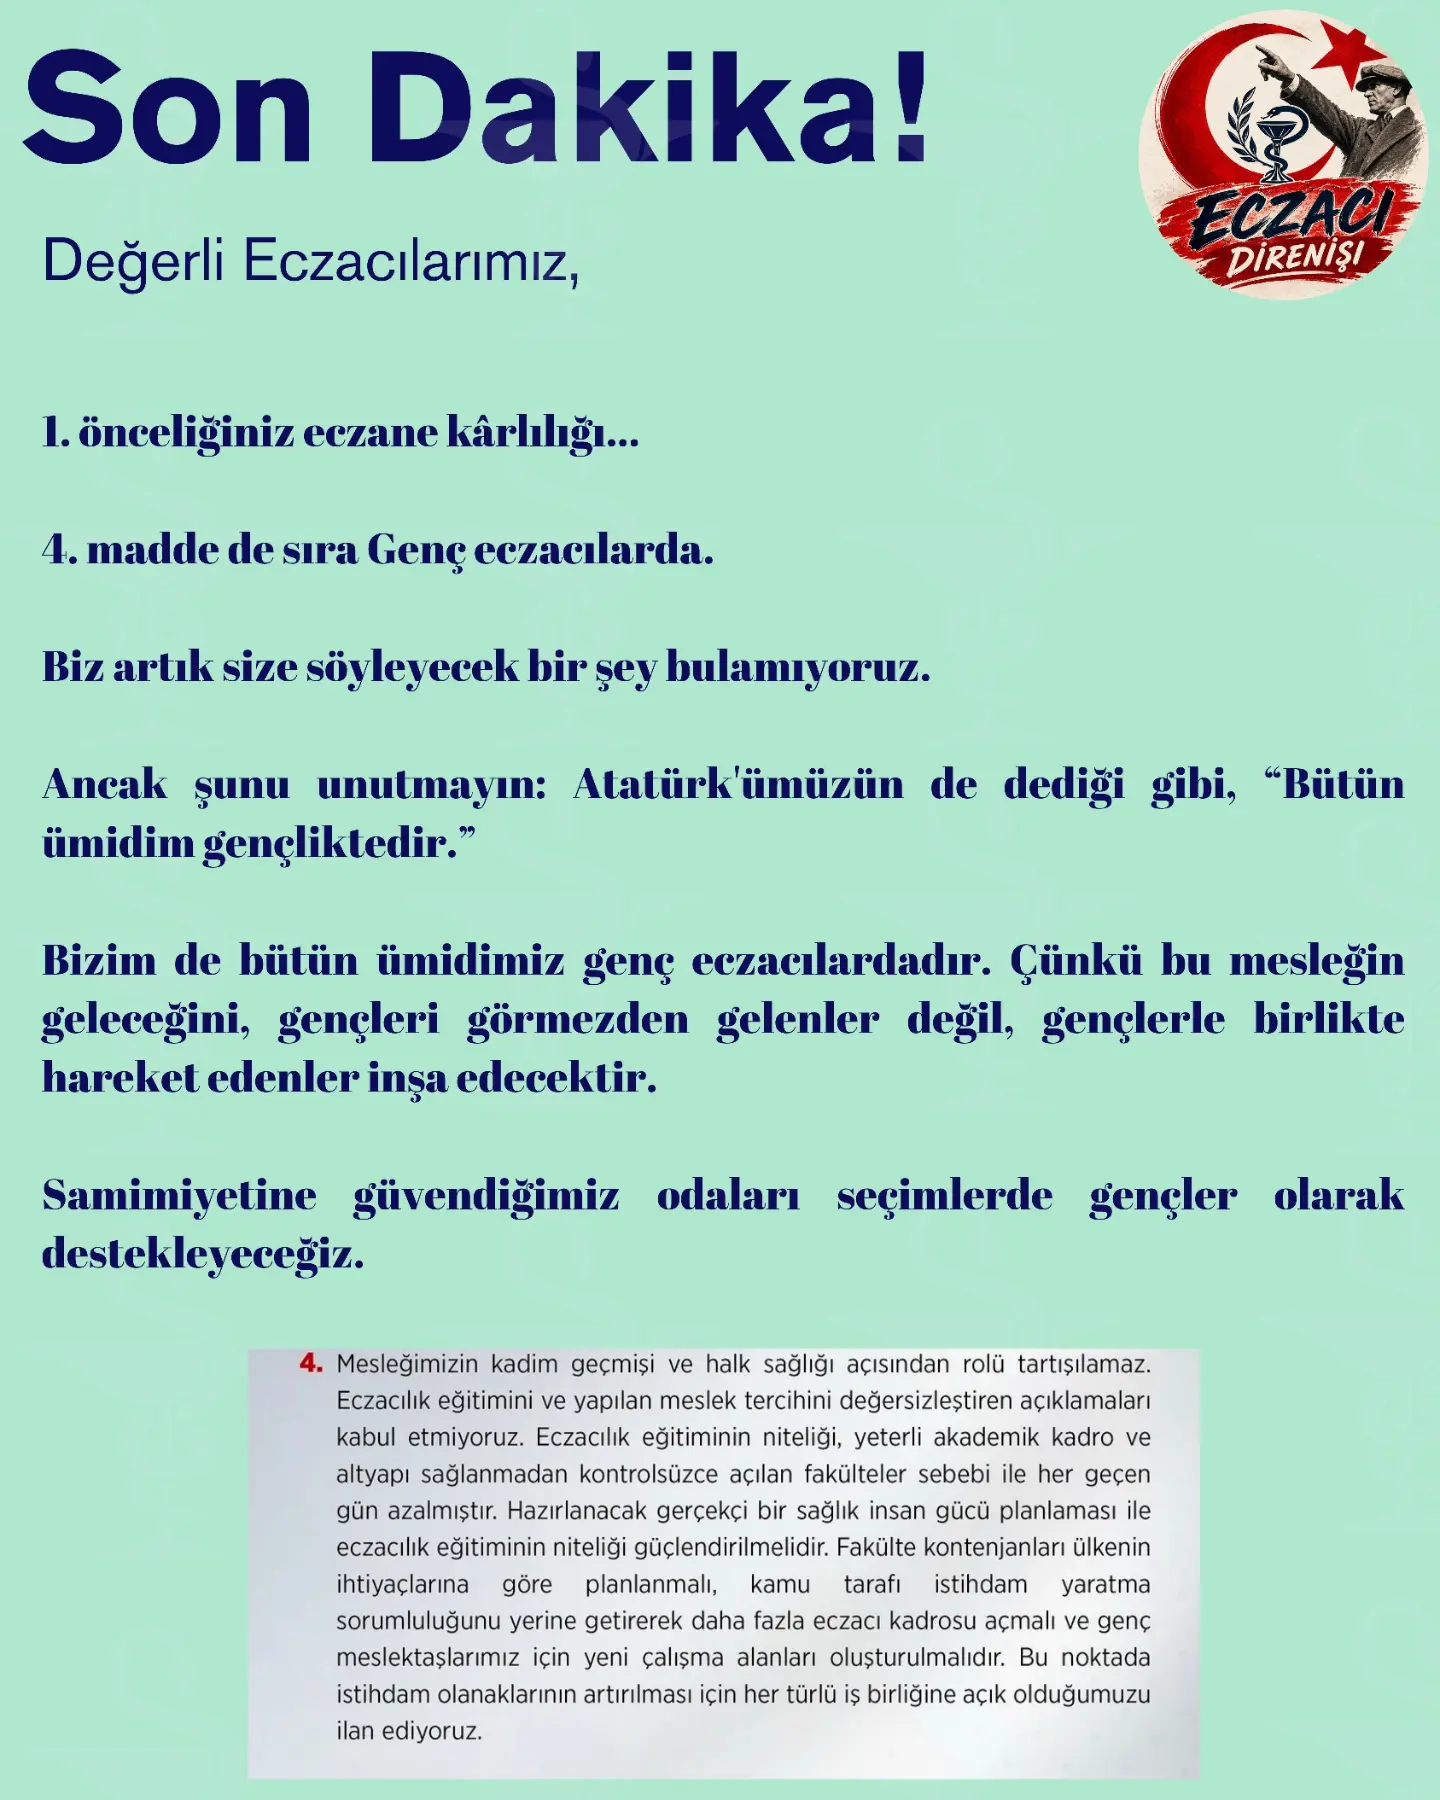 Son Dakika!
ECZACI
DİRENİŞİ
Değerli Eczacılarımız,
1. önceliğiniz eczane kârlılığı...
4. madde de sıra Genç eczacılarda.
Biz artık size söyleyecek bir şey bulamıyoruz.
Ancak şunu unutmayın: Atatürk'ümüzün de dediği gibi, “Bütün
ümidim gençliktedir.”
Bizim de bütün ümidimiz genç eczacılardadır. Çünkü bu mesleğin
geleceğini, gençleri görmezden gelenler değil, gençlerle birlikte
hareket edenler inşa edecektir.
Samimiyetine güvendiğimiz odaları seçimlerde gençler olarak
destekleyeceğiz.
4. Mesleğimizin kadim geçmişi ve halk sağlığı açısından rolü tartışılamaz.
Eczacılık eğitimini ve yapılan meslek tercihini değersizleştiren açıklamaları
kabul etmiyoruz. Eczacılık eğitiminin niteliği, yeterli akademik kadro ve
altyapı sağlanmadan kontrolsüzce açılan fakülteler sebebi ile her geçen
gün azalmıştır. Hazırlanacak gerçekçi bir sağlık insan gücü planlaması ile
eczacılık eğitiminin niteliği güçlendirilmelidir. Fakülte kontenjanları ülkenin
ihtiyaçlarına göre planlanmalı, kamu tarafı istihdam yaratma
sorumluluğunu yerine getirerek daha fazla eczacı kadrosu açmalı ve genç
meslektaşlarımız için yeni çalışma alanları oluşturulmalıdır. Bu noktada
istihdam olanaklarının artırılması için her türlü iş birliğine açık olduğumuzu
ilan ediyoruz.